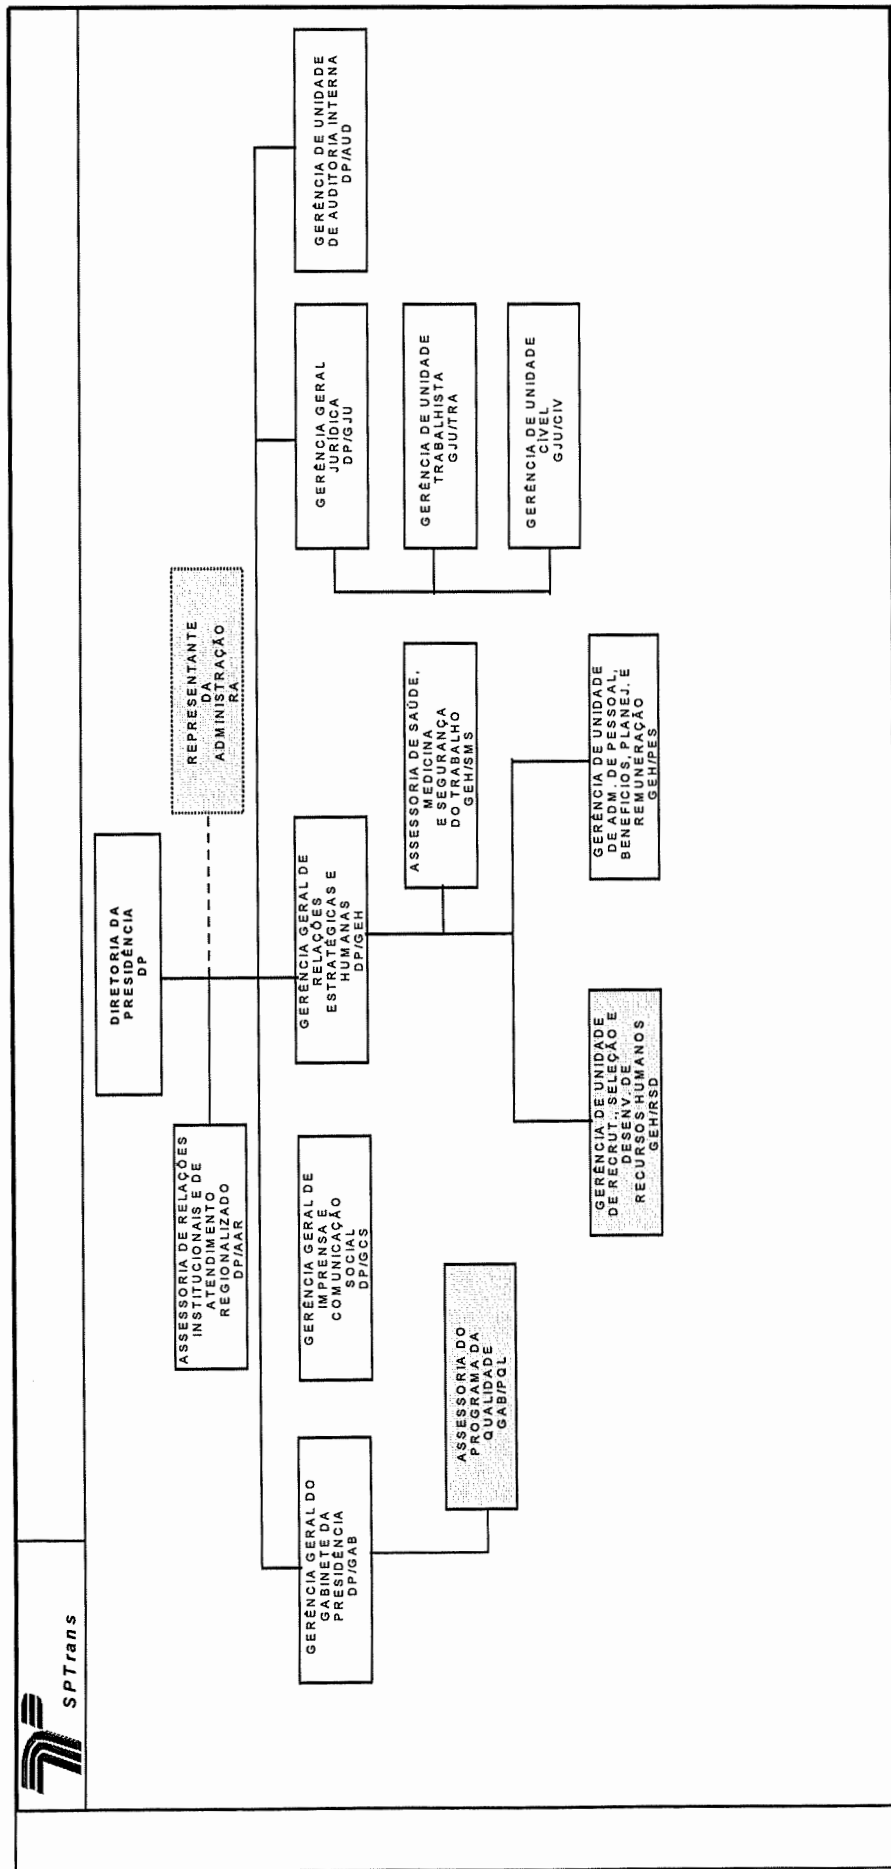 SPTrans
DIRETORIA DA
PRESIDÊNCIA
DP
ASSESSORIA DE RELAÇÕES
INSTITUCIONAIS E DE
ATENDIMENTO
REGIONALIZADO
DP/AAR
REPRESENTANTE
DA
ADMINISTRAÇÃO
RA
GERÊNCIA GERAL DO
GABINETE DA
PRESIDÊNCIA
DP/GAB
GERÊNCIA GERAL DE
IMPRENSA E
COMUNICAÇÃO
SOCIAL
DP/GCS
GERÊNCIA GERAL DE
RELAÇÕES
ESTRATÉGICAS E
HUMANAS
DP/GEH
GERÊNCIA GERAL
JURÍDICA
DP/GJU
GERÊNCIA DE UNIDADE
DE AUDITORIA INTERNA
DP/AUD
ASSESSORIA DO
PROGRAMA DA
QUALIDADE
GAB/PQL
ASSESSORIA DE SAÚDE,
MEDICINA
E SEGURANÇA
DO TRABALHO
GEH/SMS
GERÊNCIA DE UNIDADE
TRABALHISTA
GJU/TRA
GERÊNCIA DE UNIDADE
CÍVEL
GJU/CIV
GERÊNCIA DE UNIDADE
DE RECRUT., SELEÇÃO E
DESENV. DE
RECURSOS HUMANOS
GEH/RSD
GERÊNCIA DE UNIDADE
DE ADM. DE PESSOAL,
BENEFICIOS, PLANEJ. E
REMUNERAÇÃO
GEH/PES